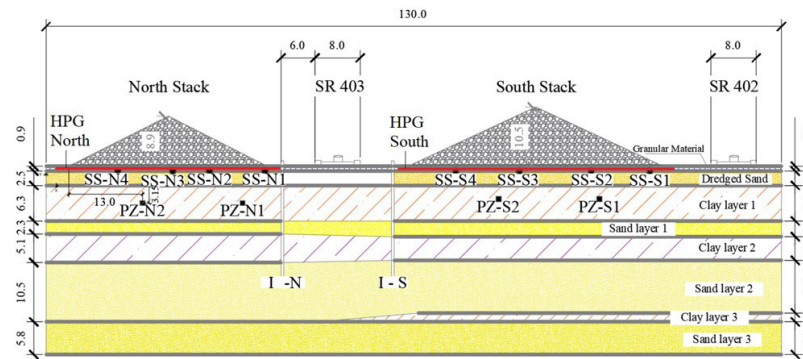 130.0
6.0
8.0
8.0
North Stack
SR 403
South Stack
SR 402
HPG
North
HPG
South
8.9
10.5
Granular Material
0.9
SS-N4
SS-N3
SS-N2
SS-N1
SS-S4
SS-S3
SS-S2
SS-S1
Dredged Sand
2.5
13.0
3.15
PZ-N2
PZ-N1
PZ-S2
PZ-S1
Clay layer 1
6.3
Sand layer 1
2.3
Clay layer 2
5.1
I -N
I - S
Sand layer 2
10.5
Clay layer 3
Sand layer 3
5.8